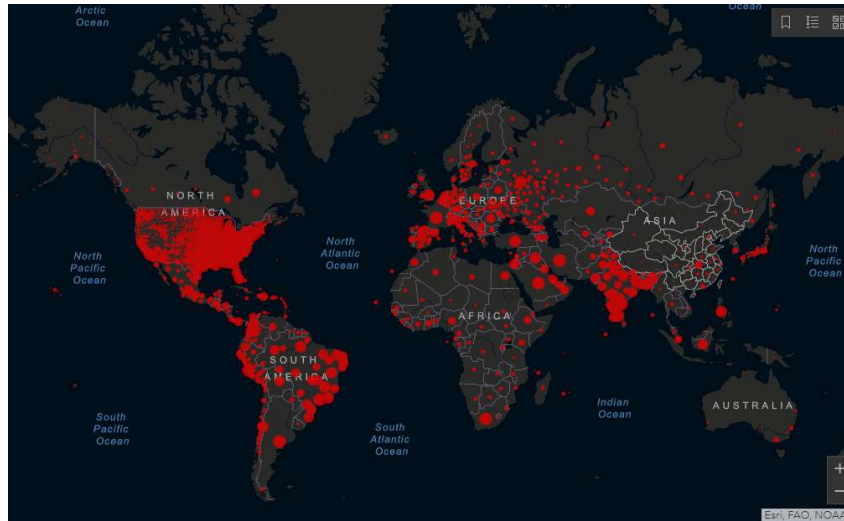 Arctic
Ocean
Ocean
NORTH
AMERICA
EUROPE
ASIA
North
Pacific
Ocean
North
Atlantic
Ocean
North
Pacific
Ocean
AFRICA
SOUTH
AMERICA
Indian
Ocean
AUSTRALIA
South
Pacific
Ocean
South
Atlantic
Ocean
+
−
Esri, FAO, NOAA